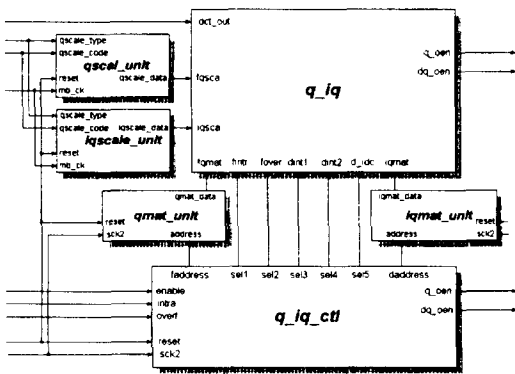 dct_out
qscale_type
qscale_code
qscal_unit
reset
qscale_data
fqsca
mb_ck
q_oen
dq_oen
q_iq
qscale_type
qscale_code
iqscale_data
iqsca
iqscale_unit
reset
mb_ck
fqmat
fintr
fover
dint1
dint2
d_idc
iqmat
qmat_data
iqmat_data
qmat_unit
iqmat_unit
reset
reset
sck2
address
address
sck2
faddress
sel1
sel2
sel3
sel4
sel5
daddress
enable
q_oen
intra
dq_oen
overf
q_iq_ctl
reset
sck2